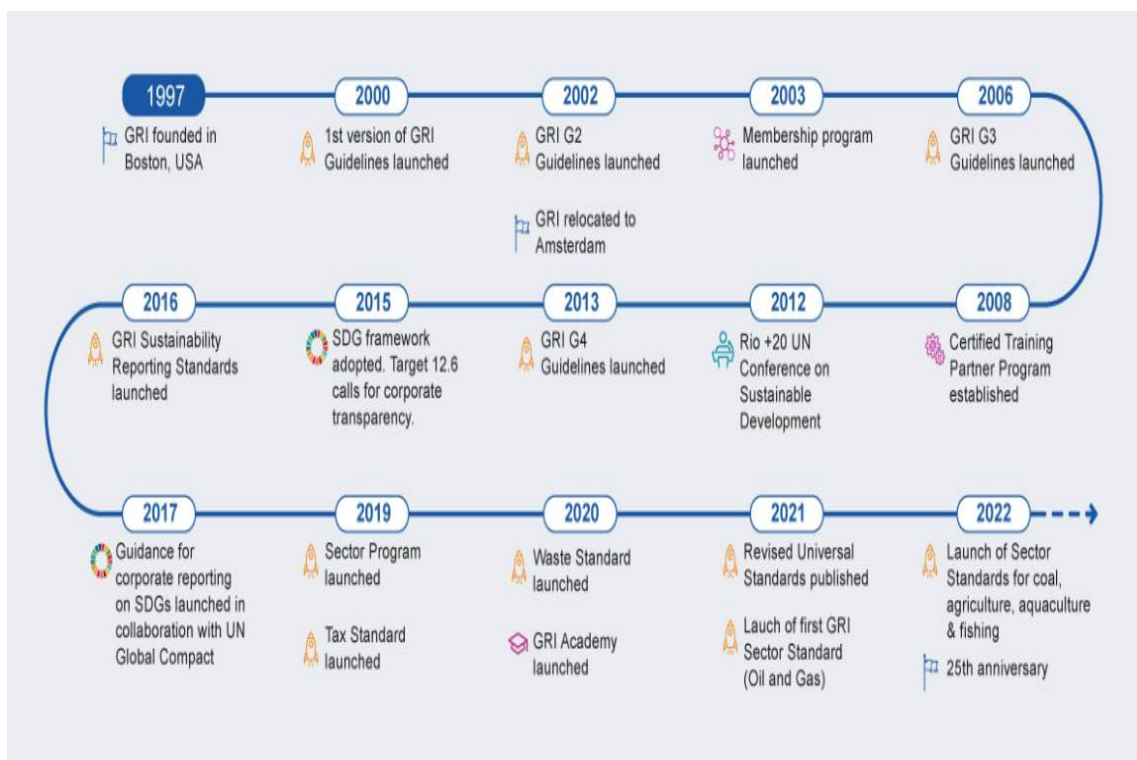 1997
GRI founded in
Boston, USA
2000
1st version of GRI
Guidelines launched
2002
GRI G2
Guidelines launched
GRI relocated to
Amsterdam
2003
Membership program
launched
2006
GRI G3
Guidelines launched
2008
Certified Training
Partner Program
established
2012
Rio +20 UN
Conference on
Sustainable
Development
2013
GRI G4
Guidelines launched
2015
SDG framework
adopted. Target 12.6
calls for corporate
transparency.
2016
GRI Sustainability
Reporting Standards
launched
2017
Guidance for
corporate reporting
on SDGs launched in
collaboration with UN
Global Compact
2019
Sector Program
launched
Tax Standard
launched
2020
Waste Standard
launched
GRI Academy
launched
2021
Revised Universal
Standards published
Lauch of first GRI
Sector Standard
(Oil and Gas)
2022
Launch of Sector
Standards for coal,
agriculture, aquaculture
& fishing
25th anniversary